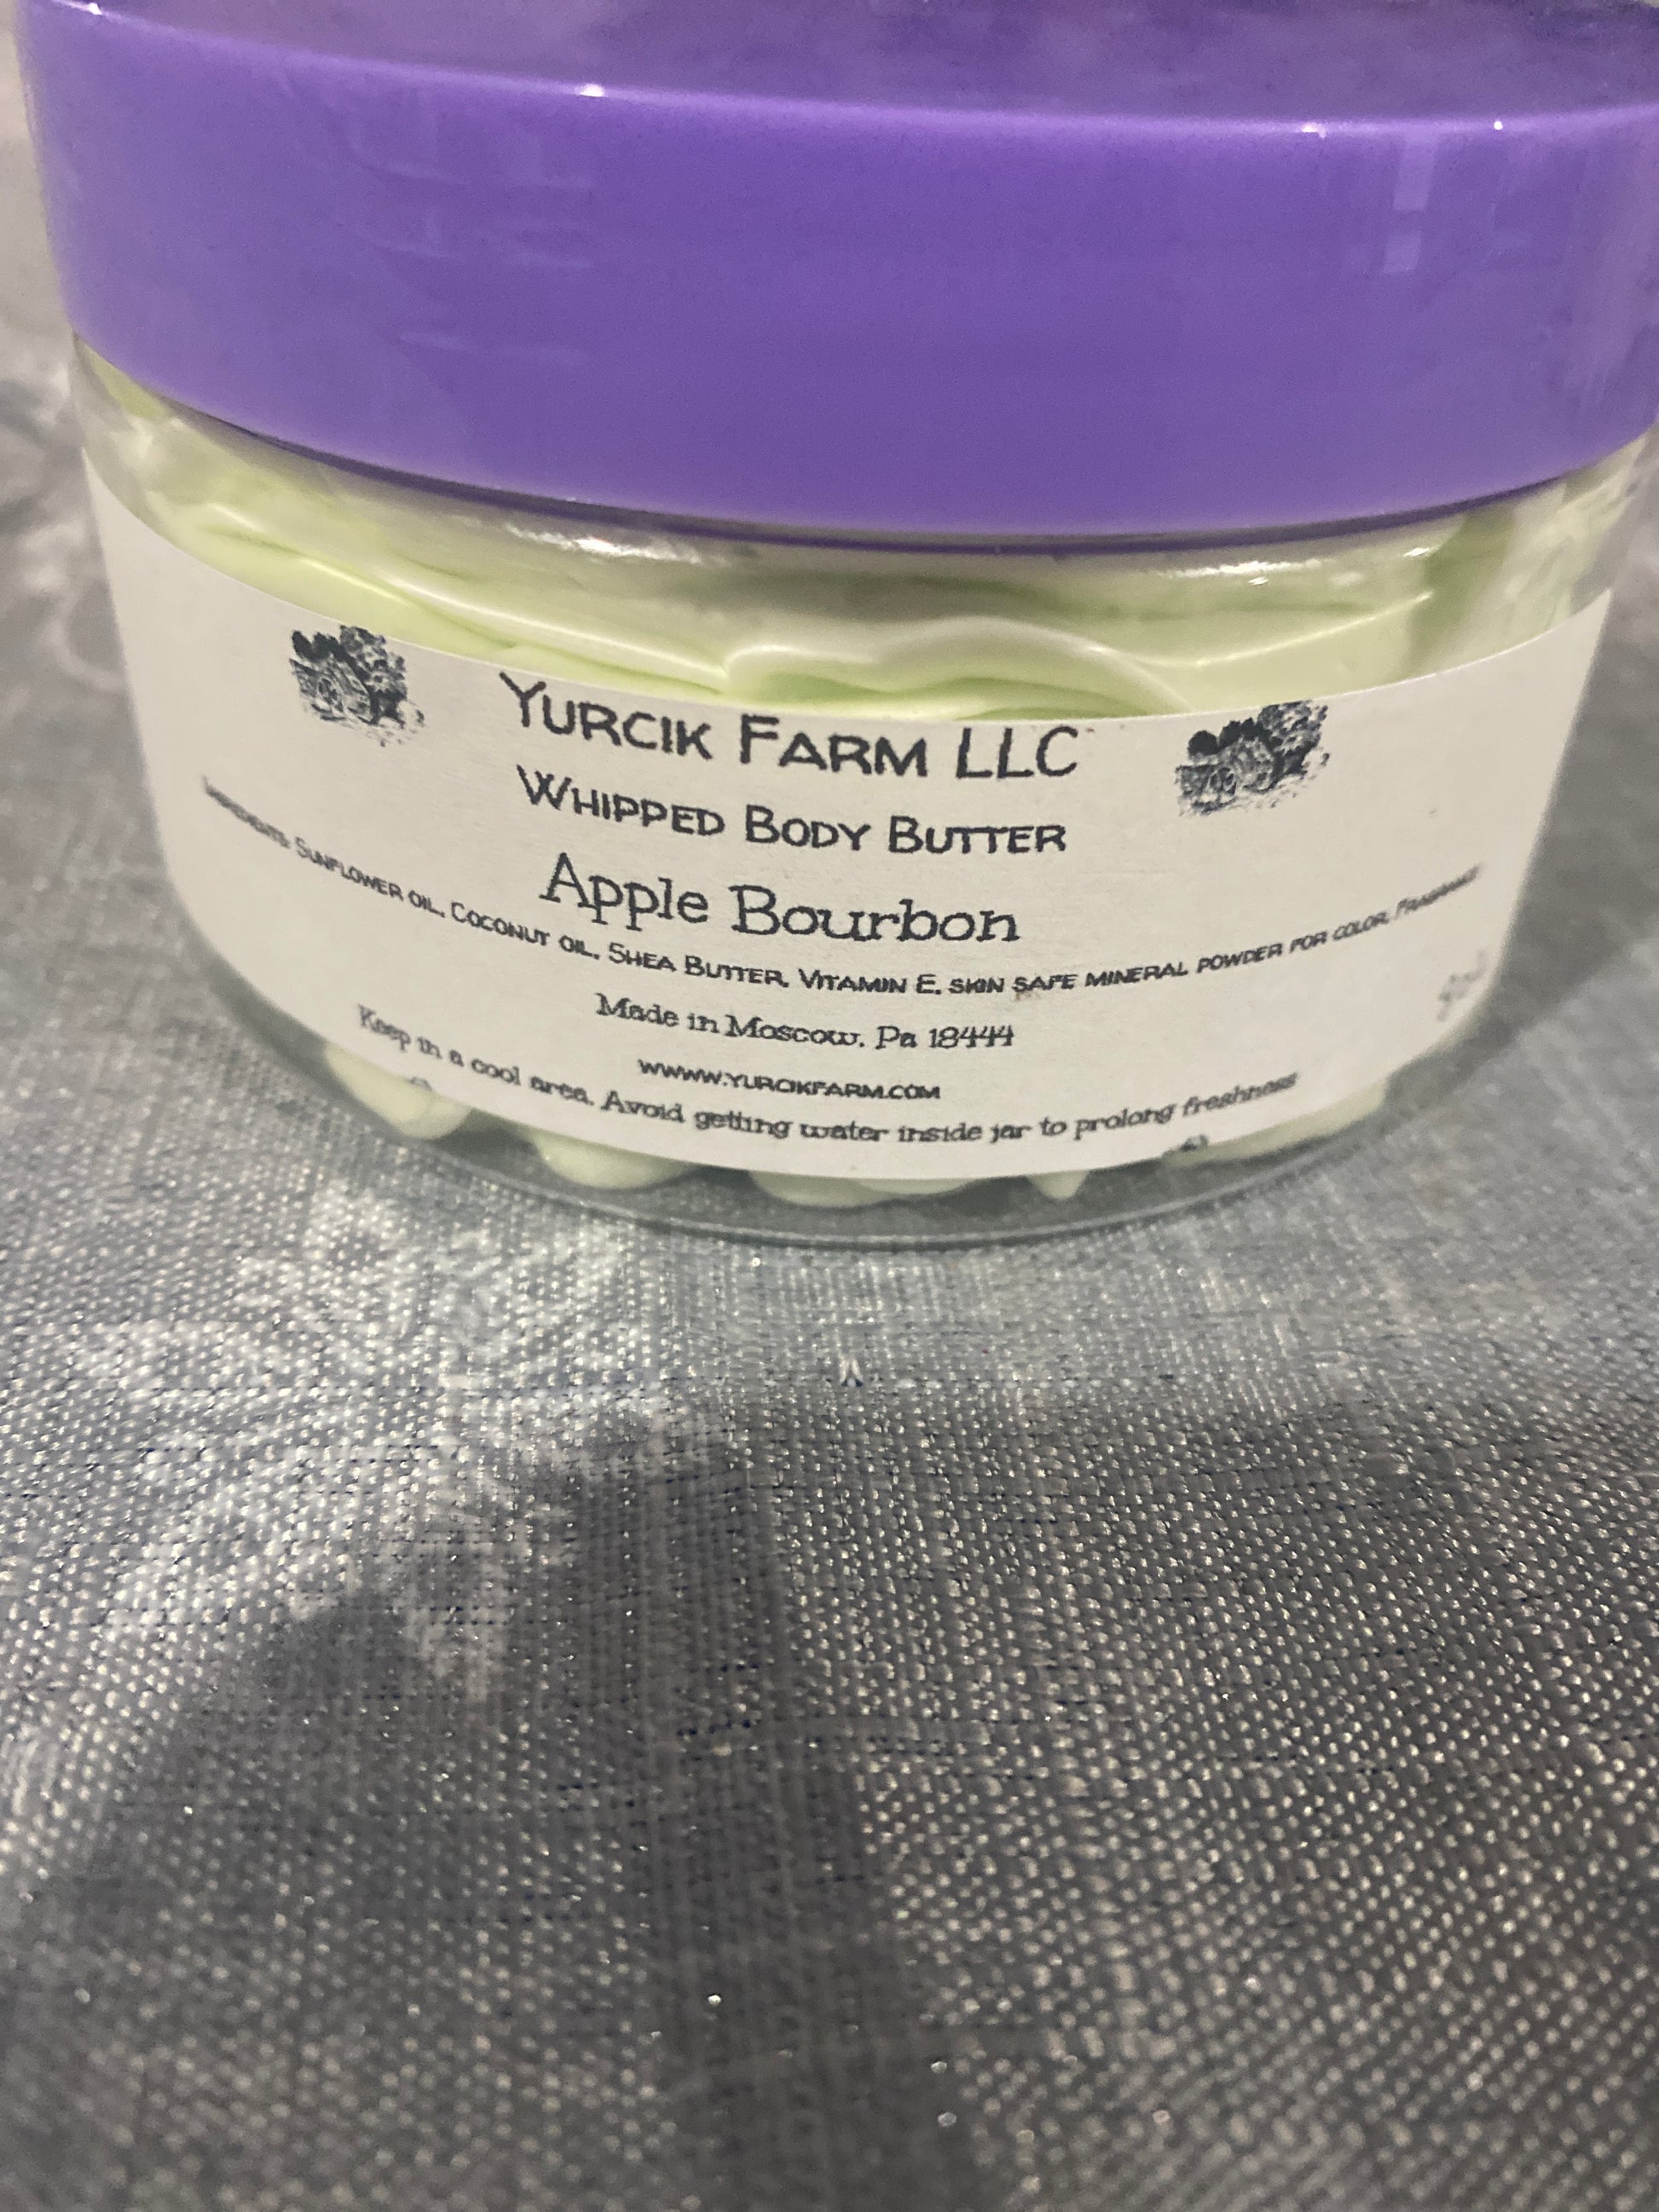 Yurcik Farm LLC
Whipped Body Butter
Apple Bourbon
Ingredients: Sunflower oil, Coconut oil, Shea Butter, Vitamin E, skin safe mineral powder for color, Fragrance
Made in Moscow, Pa 18444
wwww.yurcikfarm.com
Keep in a cool area. Avoid getting water inside jar to prolong freshness